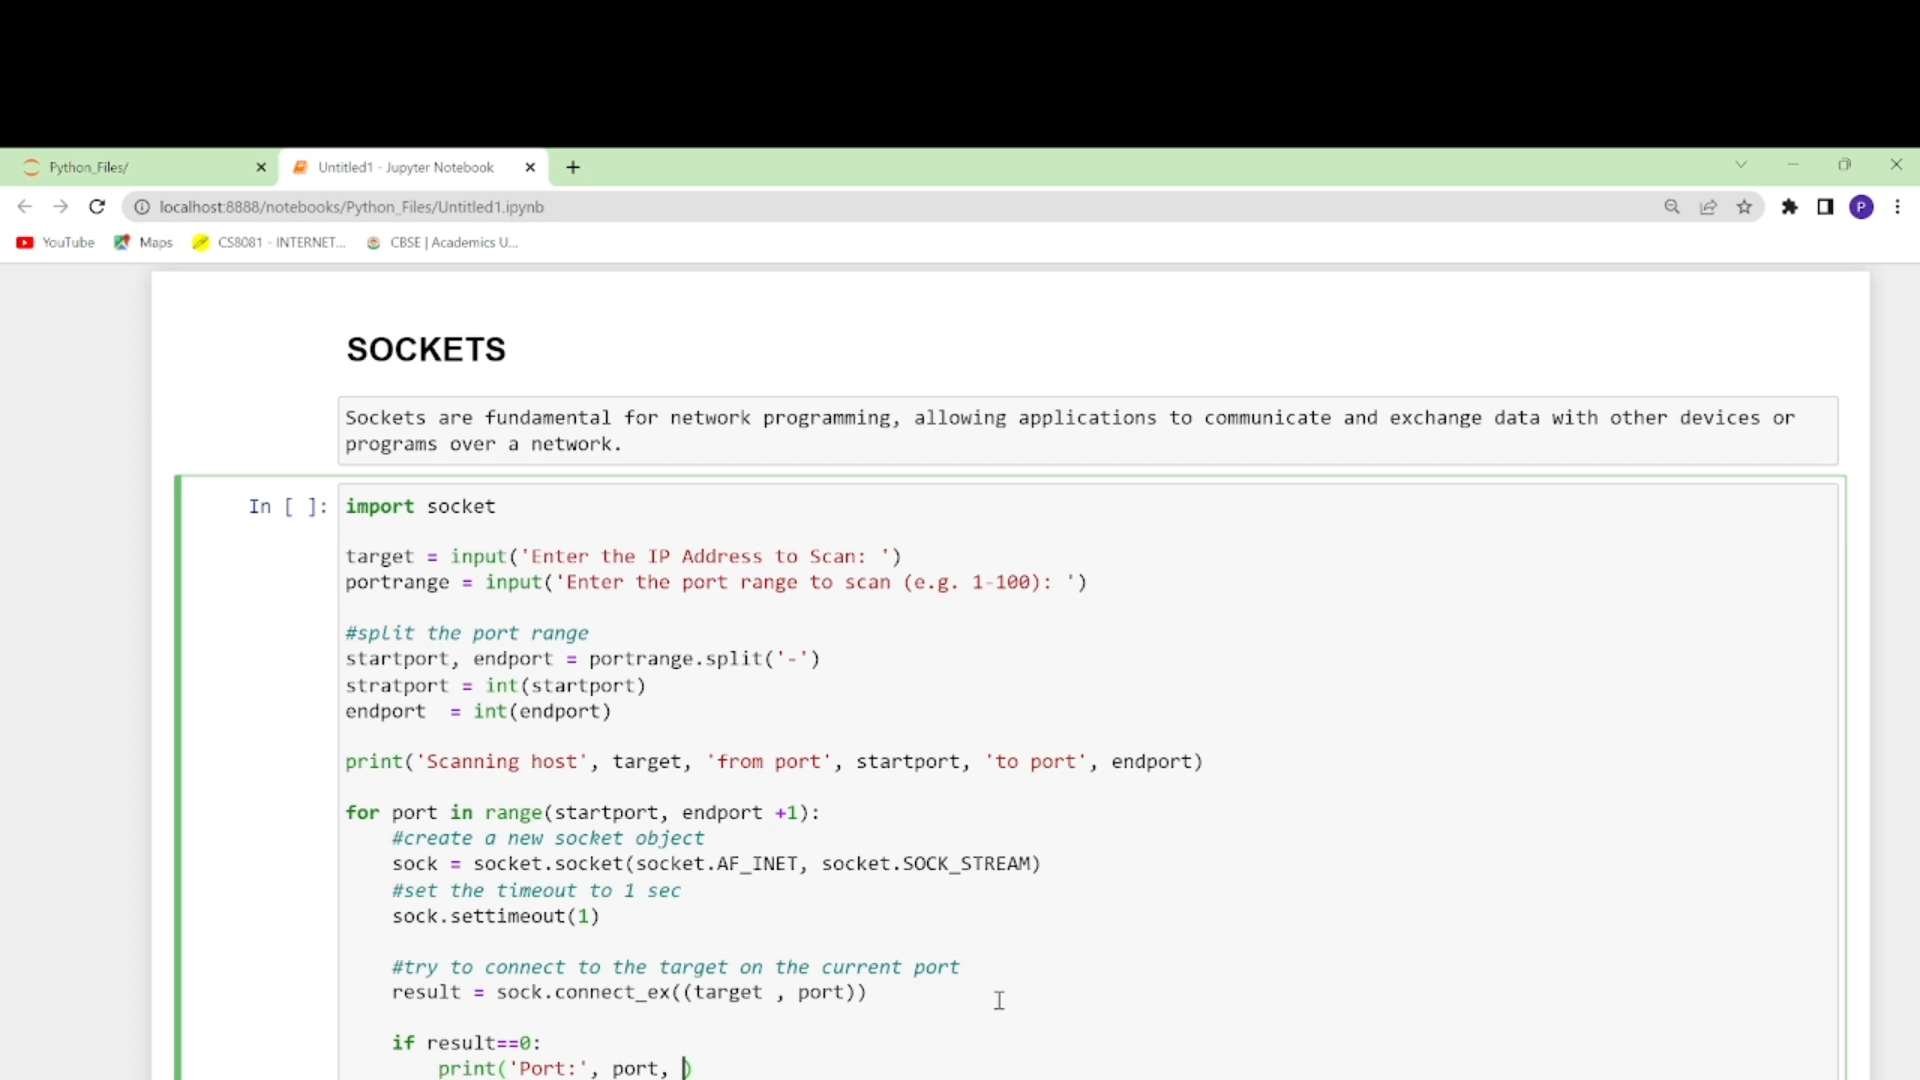 Python_Files/
Untitled1 - Jupyter Notebook
localhost:8888/notebooks/Python_Files/Untitled1.ipynb
P
YouTube
Maps
CS8081 - INTERNET...
CBSE | Academics U...
SOCKETS
Sockets are fundamental for network programming, allowing applications to communicate and exchange data with other devices or
programs over a network.
In [ ]:
import socket
target = input('Enter the IP Address to Scan: ')
portrange = input('Enter the port range to scan (e.g. 1-100): ')
#split the port range
startport, endport = portrange.split('-')
stratport = int(startport)
endport  = int(endport)
print('Scanning host', target, 'from port', startport, 'to port', endport)
for port in range(startport, endport +1):
#create a new socket object
sock = socket.socket(socket.AF_INET, socket.SOCK_STREAM)
#set the timeout to 1 sec
sock.settimeout(1)
#try to connect to the target on the current port
result = sock.connect_ex((target , port))
if result==0:
print('Port:', port, )